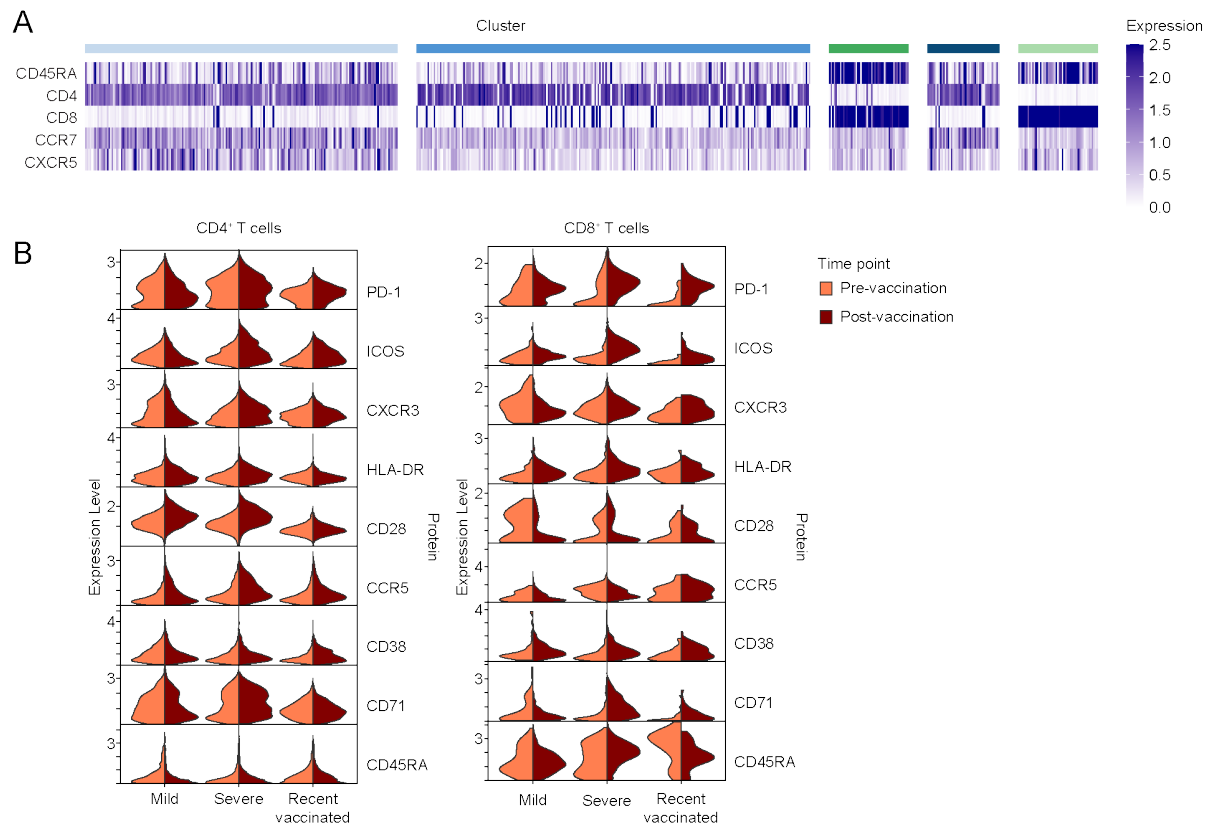 A
Cluster
Expression
CD45RA
CD4
CD8
CCR7
CXCR5
2.5
2.0
1.5
1.0
0.5
0.0
B
CD4⁺ T cells
CD8⁺ T cells
Time point
Pre-vaccination
Post-vaccination
Expression Level
3
PD-1
4
ICOS
3
CXCR3
4
HLA-DR
2
CD28
3
CCR5
4
CD38
3
CD71
3
CD45RA
Protein
Mild
Severe
Recent
vaccinated
Expression Level
2
PD-1
3
ICOS
2
CXCR3
3
HLA-DR
2
CD28
4
CCR5
4
CD38
3
CD71
3
CD45RA
Protein
Mild
Severe
Recent
vaccinated